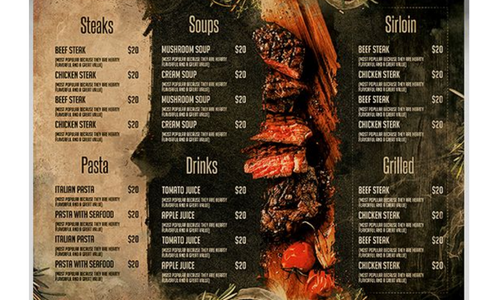 Steaks
BEEF STEAK $20
(MOST POPULAR BECAUSE THEY ARE HEARTY
FLAVORFUL AND A GREAT VALUE)
CHICKEN STEAK $20
(MOST POPULAR BECAUSE THEY ARE HEARTY
FLAVORFUL AND A GREAT VALUE)
BEEF STEAK $20
(MOST POPULAR BECAUSE THEY ARE HEARTY
FLAVORFUL AND A GREAT VALUE)
CHICKEN STEAK $20
(MOST POPULAR BECAUSE THEY ARE HEARTY
FLAVORFUL AND A GREAT VALUE)
Pasta
ITALIAN PASTA $20
(MOST POPULAR BECAUSE THEY ARE HEARTY
FLAVORFUL AND A GREAT VALUE)
PASTA WITH SEAFOOD $20
(MOST POPULAR BECAUSE THEY ARE HEARTY
FLAVORFUL AND A GREAT VALUE)
ITALIAN PASTA $20
(MOST POPULAR BECAUSE THEY ARE HEARTY
FLAVORFUL AND A GREAT VALUE)
PASTA WITH SEAFOOD $20
(MOST POPULAR BECAUSE THEY ARE HEARTY
FLAVORFUL AND A GREAT VALUE)
Soups
MUSHROOM SOUP $20
(MOST POPULAR BECAUSE THEY ARE HEARTY
FLAVORFUL AND A GREAT VALUE)
CREAM SOUP $20
(MOST POPULAR BECAUSE THEY ARE HEARTY
FLAVORFUL AND A GREAT VALUE)
MUSHROOM SOUP $20
(MOST POPULAR BECAUSE THEY ARE HEARTY
FLAVORFUL AND A GREAT VALUE)
CREAM SOUP $20
(MOST POPULAR BECAUSE THEY ARE HEARTY
FLAVORFUL AND A GREAT VALUE)
Drinks
TOMATO JUICE $20
(MOST POPULAR BECAUSE THEY ARE HEARTY
FLAVORFUL AND A GREAT VALUE)
APPLE JUICE $20
(MOST POPULAR BECAUSE THEY ARE HEARTY
FLAVORFUL AND A GREAT VALUE)
TOMATO JUICE $20
(MOST POPULAR BECAUSE THEY ARE HEARTY
FLAVORFUL AND A GREAT VALUE)
APPLE JUICE $20
(MOST POPULAR BECAUSE THEY ARE HEARTY
FLAVORFUL AND A GREAT VALUE)
Sirloin
BEEF STEAK $20
(MOST POPULAR BECAUSE THEY ARE HEARTY
FLAVORFUL AND A GREAT VALUE)
CHICKEN STEAK $20
(MOST POPULAR BECAUSE THEY ARE HEARTY
FLAVORFUL AND A GREAT VALUE)
BEEF STEAK $20
(MOST POPULAR BECAUSE THEY ARE HEARTY
FLAVORFUL AND A GREAT VALUE)
CHICKEN STEAK $20
(MOST POPULAR BECAUSE THEY ARE HEARTY
FLAVORFUL AND A GREAT VALUE)
Grilled
BEEF STEAK $20
(MOST POPULAR BECAUSE THEY ARE HEARTY
FLAVORFUL AND A GREAT VALUE)
CHICKEN STEAK $20
(MOST POPULAR BECAUSE THEY ARE HEARTY
FLAVORFUL AND A GREAT VALUE)
BEEF STEAK $20
(MOST POPULAR BECAUSE THEY ARE HEARTY
FLAVORFUL AND A GREAT VALUE)
CHICKEN STEAK $20
(MOST POPULAR BECAUSE THEY ARE HEARTY
FLAVORFUL AND A GREAT VALUE)